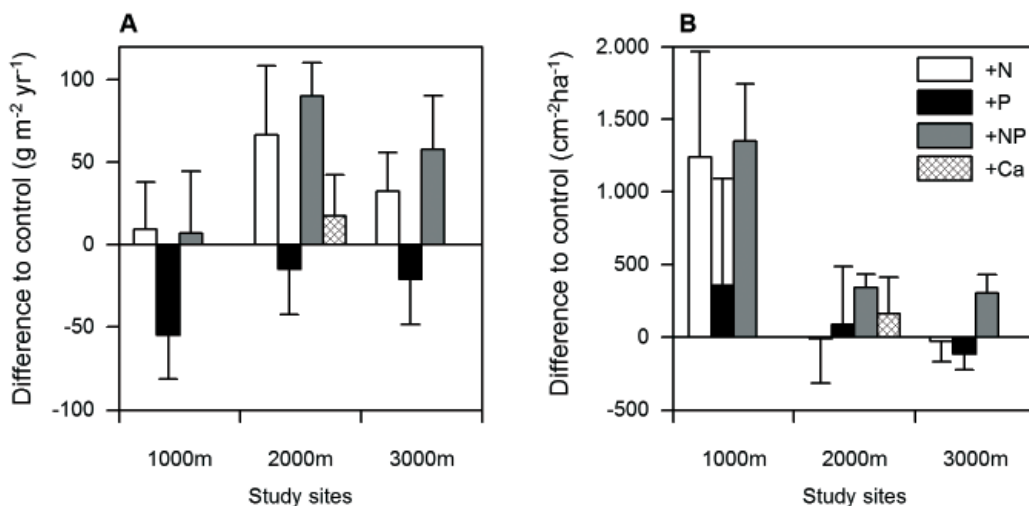 A
Difference to control (g m⁻² yr⁻¹)
100
50
0
-50
-100
1000m 2000m 3000m
Study sites
B
Difference to control (cm⁻²ha⁻¹)
2.000
1.500
1.000
500
0
-500
+N
+P
+NP
+Ca
1000m 2000m 3000m
Study sites